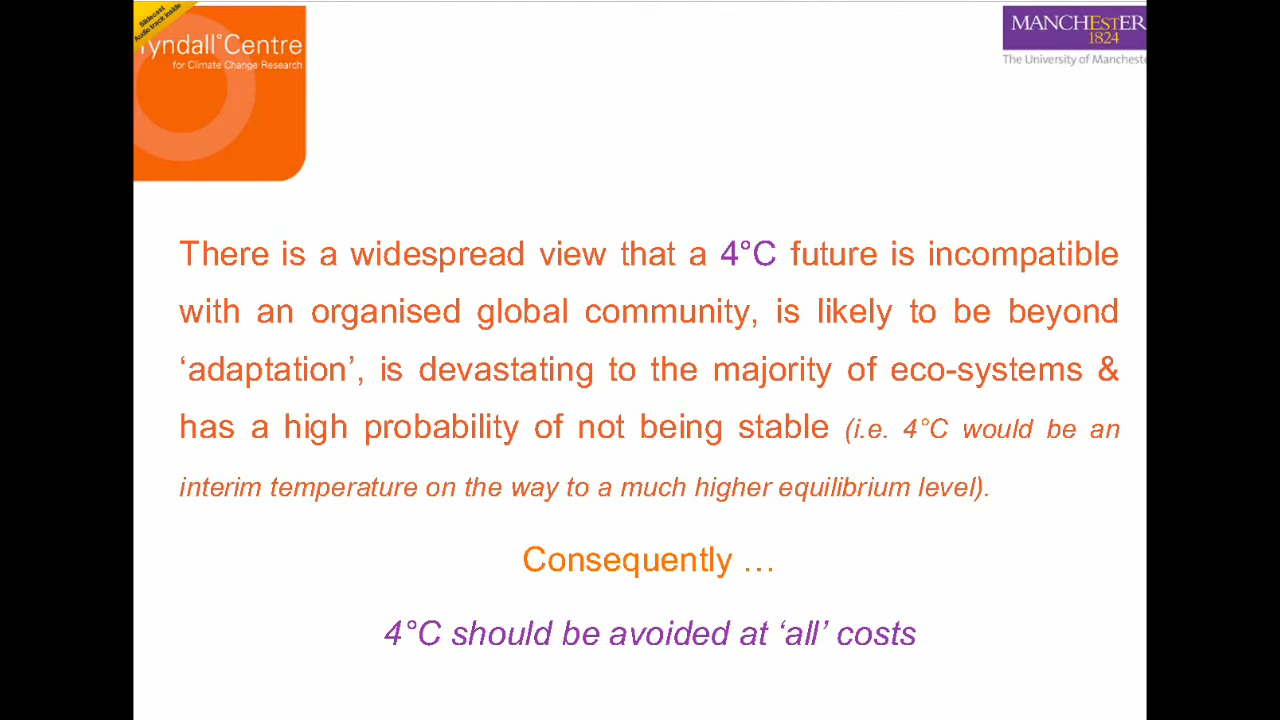 Slidecast
Audio track inside
yndall°Centre
for Climate Change Research
MANCHESTER
1824
The University of Mancheste
There is a widespread view that a 4°C future is incompatible
with an organised global community, is likely to be beyond
‘adaptation’, is devastating to the majority of eco-systems &
has a high probability of not being stable (i.e. 4°C would be an
interim temperature on the way to a much higher equilibrium level).
Consequently …
4°C should be avoided at ‘all’ costs